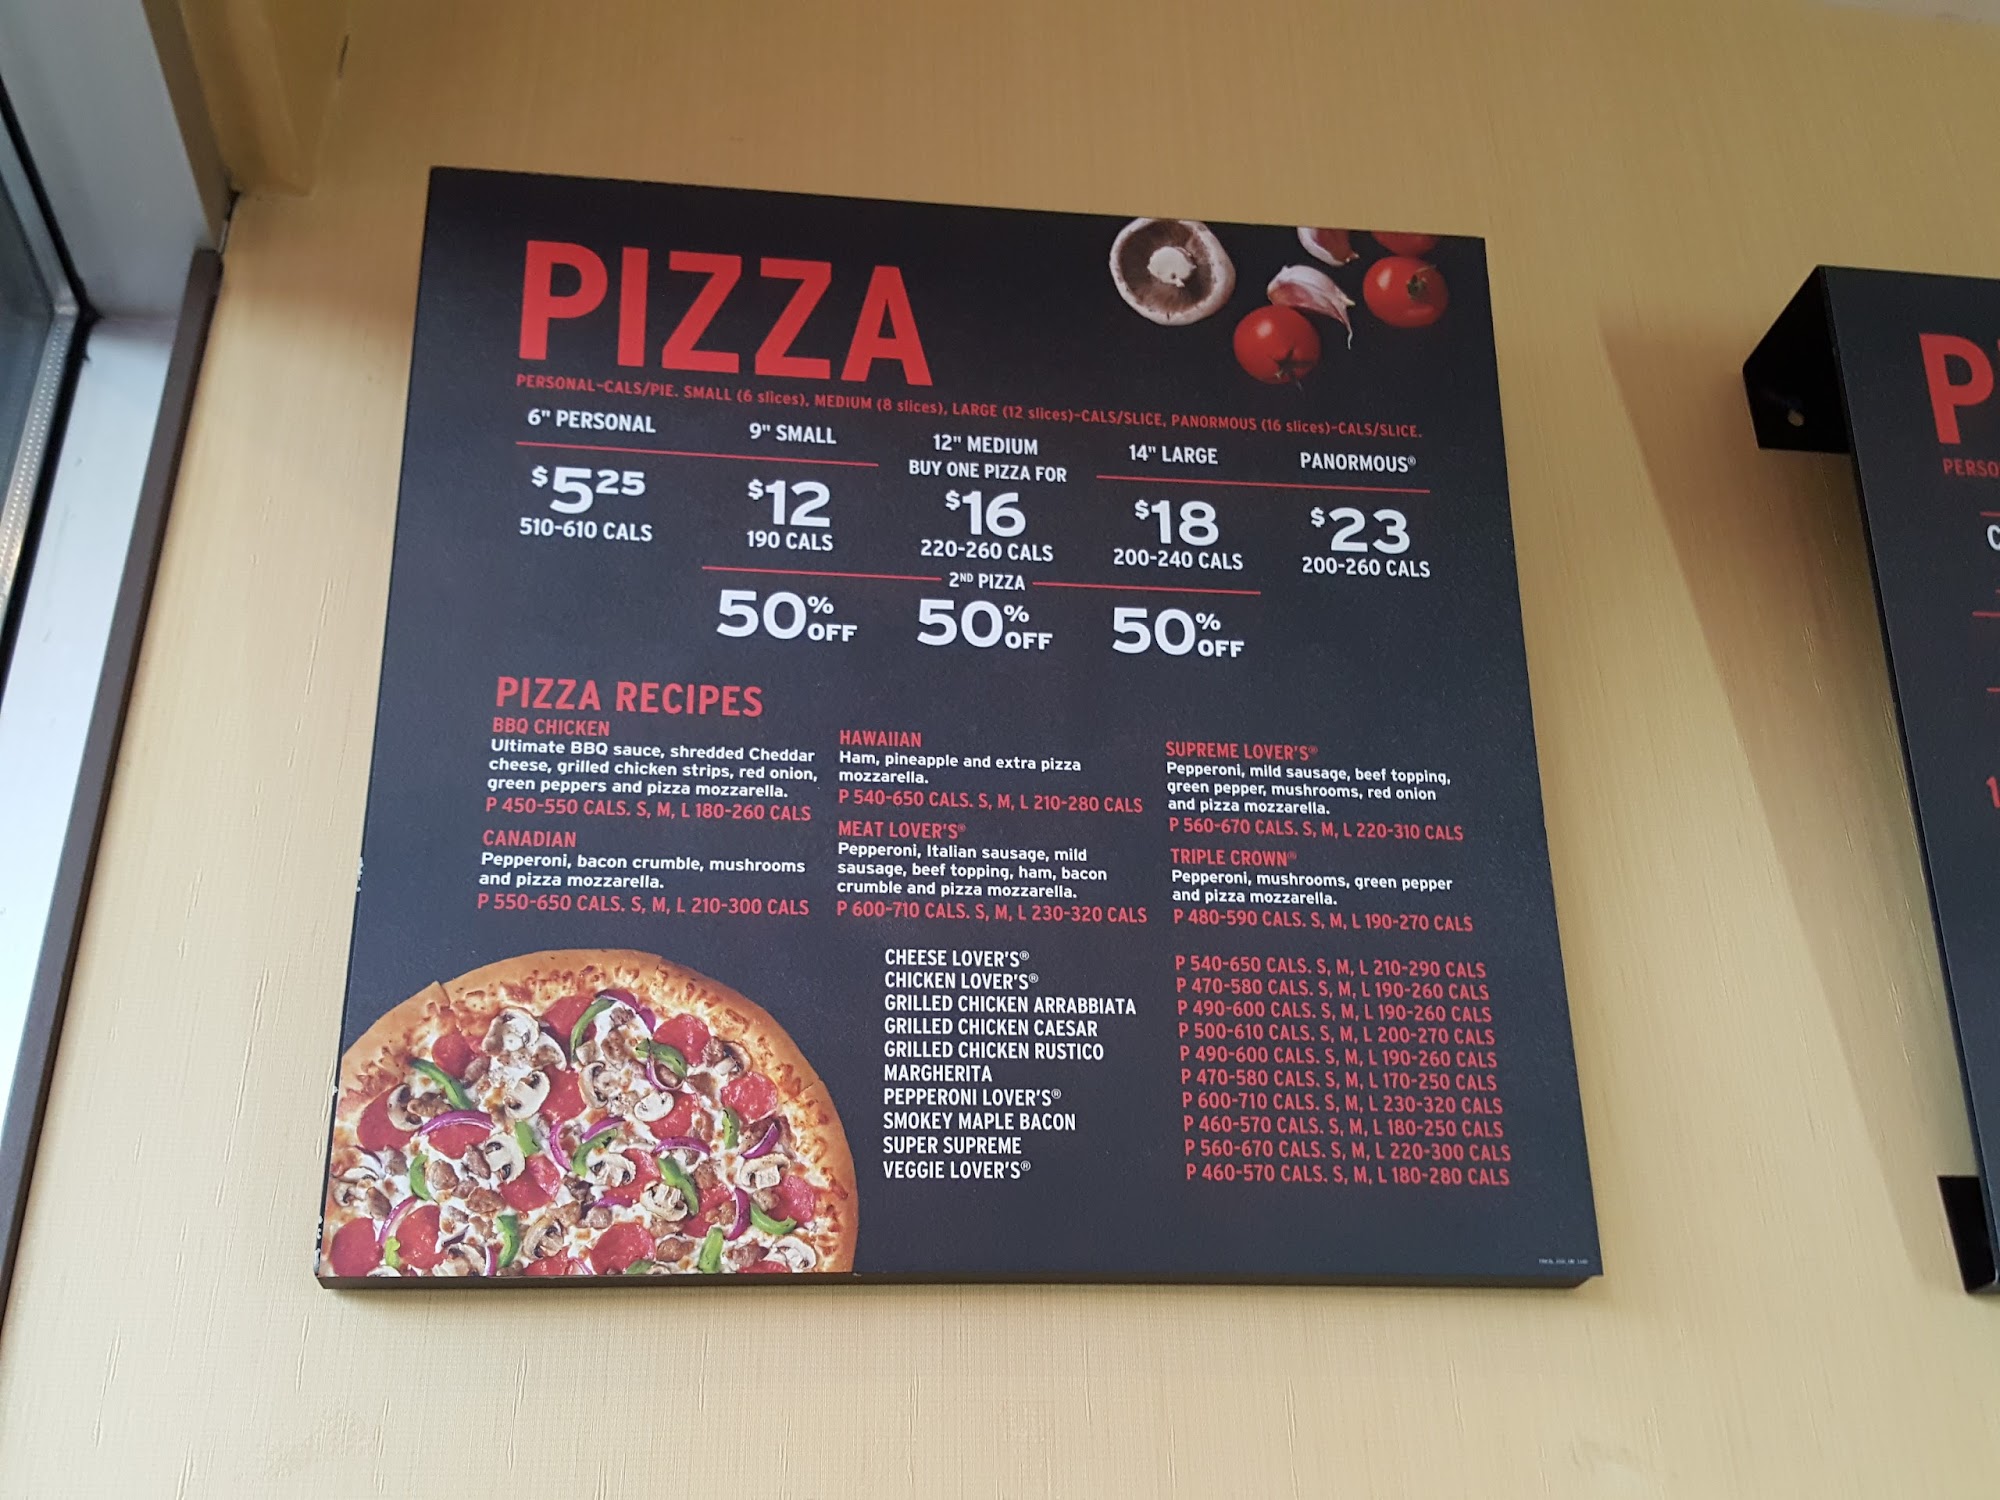 PIZZA
PERSONAL-CALS/PIE. SMALL (6 slices), MEDIUM (8 slices), LARGE (12 slices)-CALS/SLICE, PANORMOUS (16 slices)-CALS/SLICE.
6" PERSONAL
$5 25
510-610 CALS
9" SMALL
$12
190 CALS
12" MEDIUM
BUY ONE PIZZA FOR
$16
220-260 CALS
14" LARGE
$18
200-240 CALS
PANORMOUS®
$23
200-260 CALS
2ND PIZZA
50% OFF
50% OFF
50% OFF
PIZZA RECIPES
BBQ CHICKEN
Ultimate BBQ sauce, shredded Cheddar
cheese, grilled chicken strips, red onion,
green peppers and pizza mozzarella.
P 450-550 CALS. S, M, L 180-260 CALS
CANADIAN
Pepperoni, bacon crumble, mushrooms
and pizza mozzarella.
P 550-650 CALS. S, M, L 210-300 CALS
HAWAIIAN
Ham, pineapple and extra pizza
mozzarella.
P 540-650 CALS. S, M, L 210-280 CALS
MEAT LOVER'S®
Pepperoni, Italian sausage, mild
sausage, beef topping, ham, bacon
crumble and pizza mozzarella.
P 600-710 CALS. S, M, L 230-320 CALS
SUPREME LOVER'S®
Pepperoni, mild sausage, beef topping,
green pepper, mushrooms, red onion
and pizza mozzarella.
P 560-670 CALS. S, M, L 220-310 CALS
TRIPLE CROWN®
Pepperoni, mushrooms, green pepper
and pizza mozzarella.
P 480-590 CALS. S, M, L 190-270 CALS
CHEESE LOVER'S® P 540-650 CALS. S, M, L 210-290 CALS
CHICKEN LOVER'S® P 470-580 CALS. S, M, L 190-260 CALS
GRILLED CHICKEN ARRABBIATA P 490-600 CALS. S, M, L 190-260 CALS
GRILLED CHICKEN CAESAR P 500-610 CALS. S, M, L 200-270 CALS
GRILLED CHICKEN RUSTICO P 490-600 CALS. S, M, L 190-260 CALS
MARGHERITA P 470-580 CALS. S, M, L 170-250 CALS
PEPPERONI LOVER'S® P 600-710 CALS. S, M, L 230-320 CALS
SMOKEY MAPLE BACON P 460-570 CALS. S, M, L 180-250 CALS
SUPER SUPREME P 560-670 CALS. S, M, L 220-300 CALS
VEGGIE LOVER'S® P 460-570 CALS. S, M, L 180-280 CALS
P
PERSO
C
1